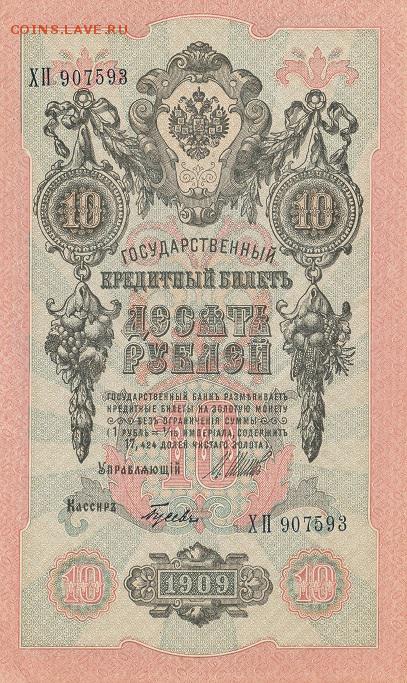 COINS.LAVE.RU
ХП 907593
10 10
ГОСУДАРСТВЕННЫЙ
КРЕДИТНЫЙ БИЛЕТЪ
ДЕСЯТЬ
РУБЛЕЙ
ГОСУДАРСТВЕННЫЙ БАНКЪ РАЗМѢНИВАЕТЪ
КРЕДИТНЫЕ БИЛЕТЫ НА ЗОЛОТУЮ МОНЕТУ
БЕЗЪ ОГРАНИЧЕНІЯ СУММЫ
(1 РУБЛЬ = 1/15 ИМПЕРІАЛА, СОДЕРЖИТЪ
17,424 ДОЛЕЙ ЧИСТАГО ЗОЛОТА).
10
Управляющій
Кассиръ
ХП 907593
10 1909 10